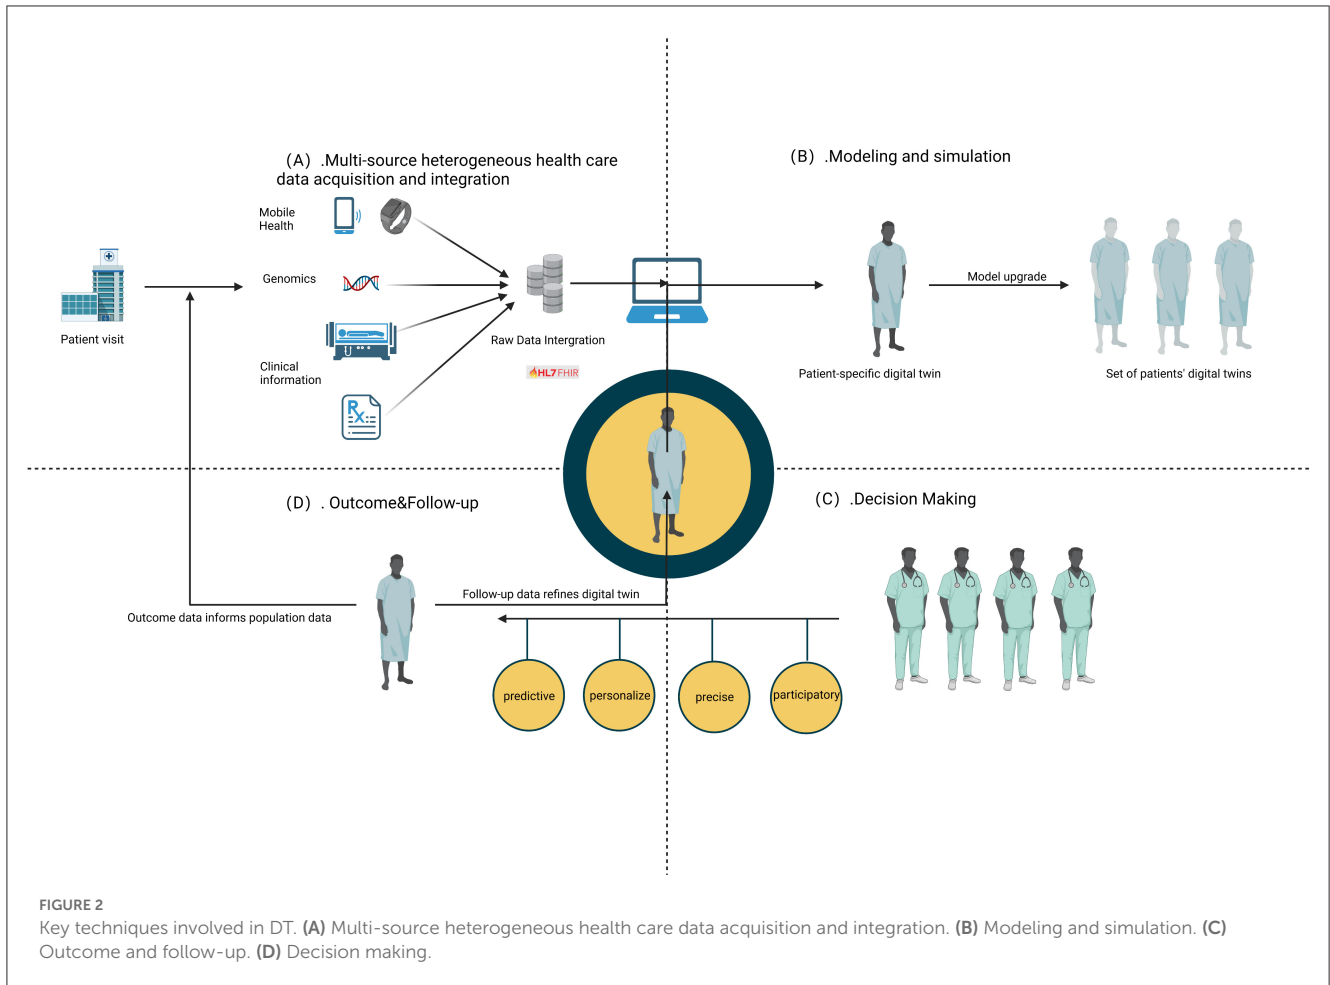 (A) .Multi-source heterogeneous health care
data acquisition and integration
Mobile
Health
Genomics
Clinical
information
Patient visit
Rx
Raw Data Intergration
HL7 FHIR
(B) .Modeling and simulation
Model upgrade
Patient-specific digital twin
Set of patients' digital twins
(D) . Outcome&Follow-up
Outcome data informs population data
Follow-up data refines digital twin
(C) .Decision Making
predictive
personalize
precise
participatory
FIGURE 2
Key techniques involved in DT. (A) Multi-source heterogeneous health care data acquisition and integration. (B) Modeling and simulation. (C)
Outcome and follow-up. (D) Decision making.